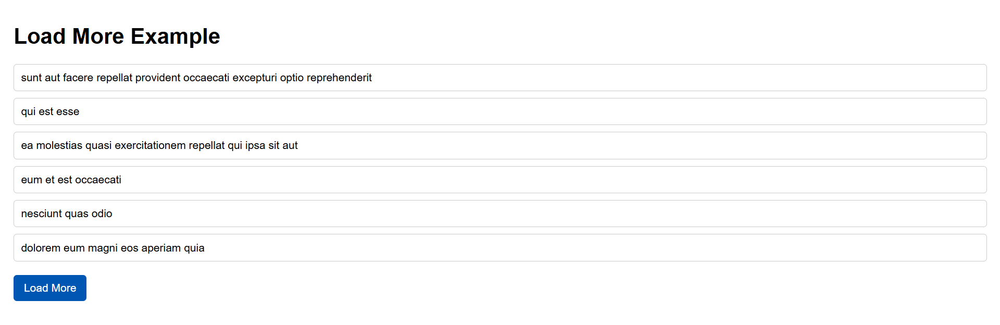 Load More Example
sunt aut facere repellat provident occaecati excepturi optio reprehenderit
qui est esse
ea molestias quasi exercitationem repellat qui ipsa sit aut
eum et est occaecati
nesciunt quas odio
dolorem eum magni eos aperiam quia
Load More